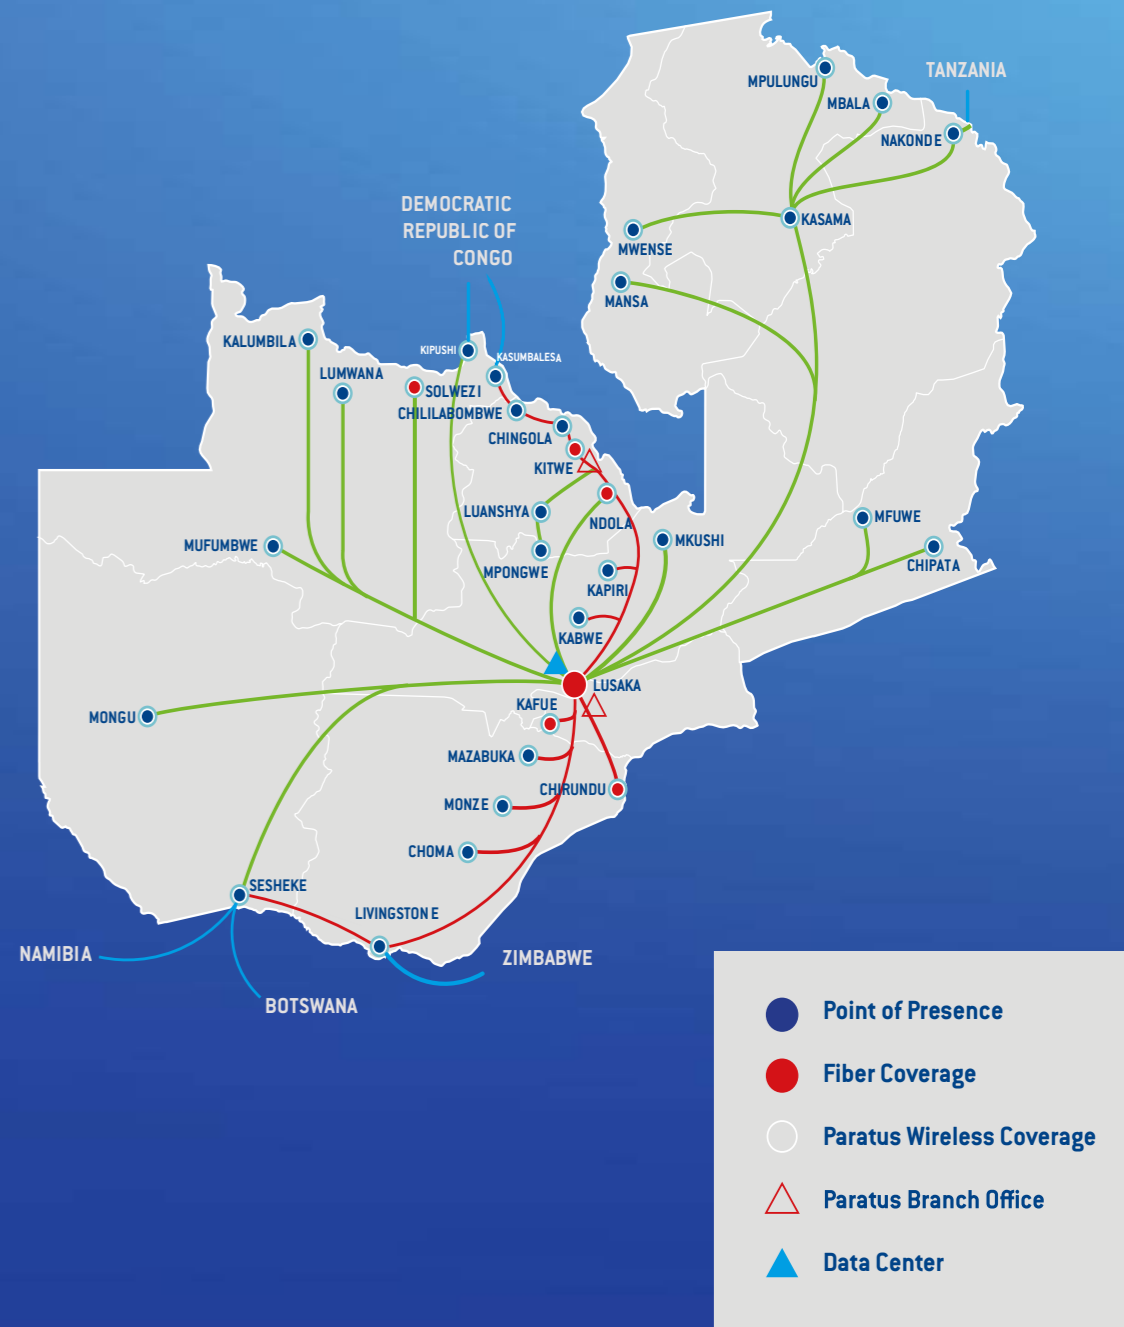 MPULUNGU
TANZANIA
MBALA
NAKONDE
DEMOCRATIC
REPUBLIC OF
CONGO
KASAMA
MWENSE
MANSA
KALUMBILA
KIPUSHI
KASUMBALESA
LUMWANA
SOLWEZI
CHILILABOMBWE
CHINGOLA
KITWE
LUANSHYA
NDOLA
MFUWE
MUFUMBWE
MKUSHI
MPONGWE
CHIPATA
KAPIRI
KABWE
LUSAKA
KAFUE
MONGU
MAZABUKA
CHIRUNDU
MONZE
CHOMA
SESHEKE
LIVINGSTONE
NAMIBIA
ZIMBABWE
BOTSWANA
Point of Presence
Fiber Coverage
Paratus Wireless Coverage
Paratus Branch Office
Data Center